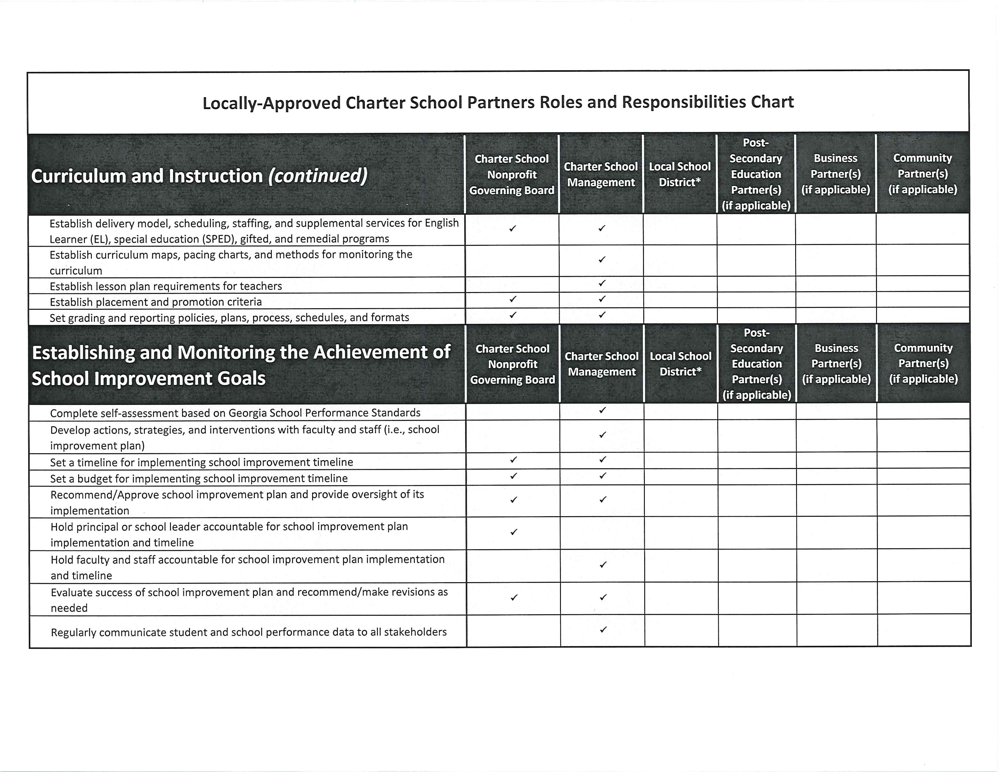 Locally-Approved Charter School Partners Roles and Responsibilities Chart
Curriculum and Instruction (continued)
Charter School
Nonprofit
Governing Board
Charter School
Management
Local School
District*
Post-
Secondary
Education
Partner(s)
(if applicable)
Business
Partner(s)
(if applicable)
Community
Partner(s)
(if applicable)
Establish delivery model, scheduling, staffing, and supplemental services for English
Learner (EL), special education (SPED), gifted, and remedial programs
✓ ✓
Establish curriculum maps, pacing charts, and methods for monitoring the
curriculum
✓
Establish lesson plan requirements for teachers ✓
Establish placement and promotion criteria ✓ ✓
Set grading and reporting policies, plans, process, schedules, and formats ✓ ✓
Establishing and Monitoring the Achievement of
School Improvement Goals
Charter School
Nonprofit
Governing Board
Charter School
Management
Local School
District*
Post-
Secondary
Education
Partner(s)
(if applicable)
Business
Partner(s)
(if applicable)
Community
Partner(s)
(if applicable)
Complete self-assessment based on Georgia School Performance Standards ✓
Develop actions, strategies, and interventions with faculty and staff (i.e., school
improvement plan)
✓
Set a timeline for implementing school improvement timeline ✓ ✓
Set a budget for implementing school improvement timeline ✓ ✓
Recommend/Approve school improvement plan and provide oversight of its
implementation
✓ ✓
Hold principal or school leader accountable for school improvement plan
implementation and timeline
✓
Hold faculty and staff accountable for school improvement plan implementation
and timeline
✓
Evaluate success of school improvement plan and recommend/make revisions as
needed
✓ ✓
Regularly communicate student and school performance data to all stakeholders ✓